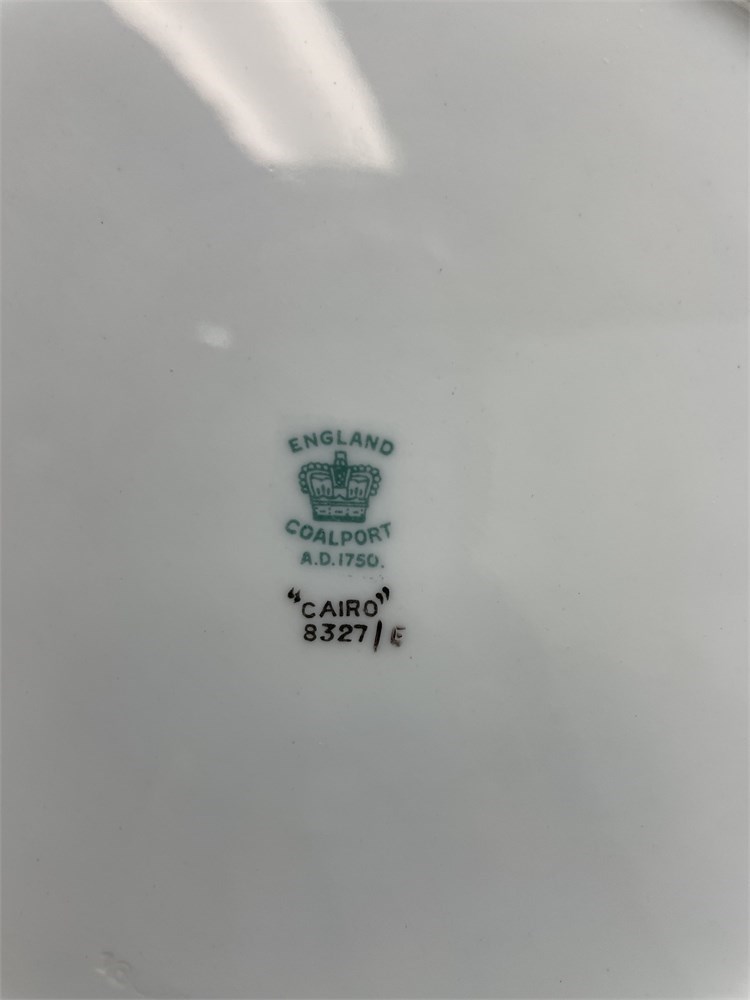 ENGLAND
COALPORT
A.D.1750.
"CAIRO"
8327/E